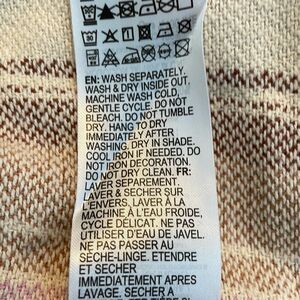 EN: WASH SEPARATELY.
WASH & DRY INSIDE OUT,
MACHINE WASH COLD,
GENTLE CYCLE. DO NOT
BLEACH. DO NOT TUMBLE
DRY. HANG TO DRY
IMMEDIATELY AFTER
WASHING. DRY IN SHADE.
COOL IRON IF NEEDED. DO
NOT IRON DECORATION.
DO NOT DRY CLEAN. FR:
LAVER SEPAREMENT.
LAVER & SECHER SUR
L'ENVERS, LAVER À LA
MACHINE À L'EAU FROIDE,
CYCLE DÉLICAT. NE PAS
UTILISER D'EAU DE JAVEL.
NE PAS PASSER AU
SÈCHE-LINGE. ETENDRE
ET SECHER
IMMEDIATEMENT APRES
LAVAGE. SECHER A